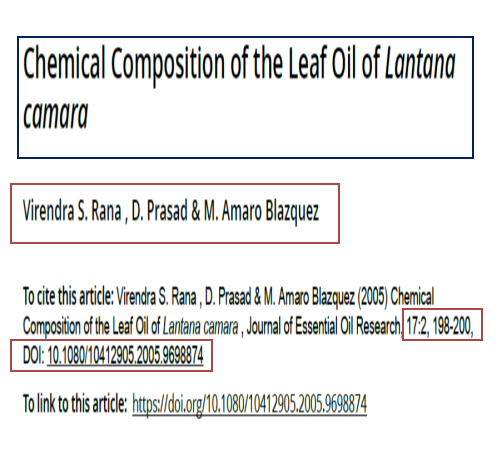 Chemical Composition of the Leaf Oil of Lantana
camara
Virendra S. Rana , D. Prasad & M. Amaro Blazquez
To cite this article: Virendra S. Rana , D. Prasad & M. Amaro Blazquez (2005) Chemical
Composition of the Leaf Oil of Lantana camara , Journal of Essential Oil Research, 17:2, 198-200,
DOI: 10.1080/10412905.2005.9698874
To link to this article: https://doi.org/10.1080/10412905.2005.9698874